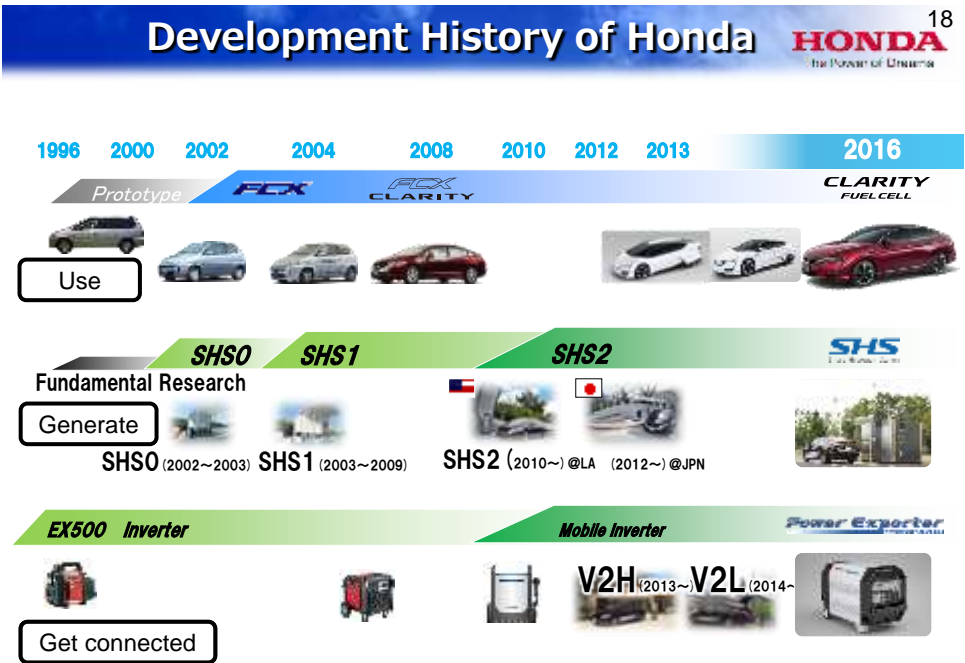 18
Development History of Honda
HONDA
The Power of Dreams
1996 2000 2002 2004 2008 2010 2012 2013 2016
Prototype FCX FCX CLARITY CLARITY FUEL CELL
Use
SHS0 SHS1 SHS2 SHS
Fundamental Research
Generate
SHS0 (2002～2003) SHS1 (2003～2009) SHS2 (2010～) @LA (2012～) @JPN
EX500 Inverter Mobile Inverter Power Exporter
V2H (2013～) V2L (2014～
Get connected